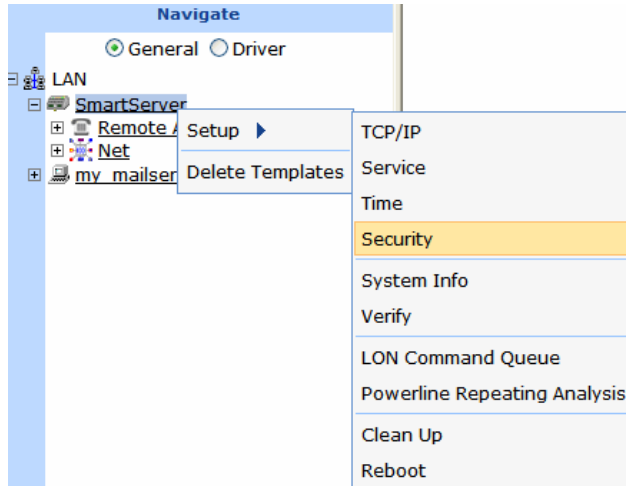 Navigate
General Driver
LAN
SmartServer
Remote
Net
my_mailser
Setup
Delete Templates
TCP/IP
Service
Time
Security
System Info
Verify
LON Command Queue
Powerline Repeating Analysis
Clean Up
Reboot